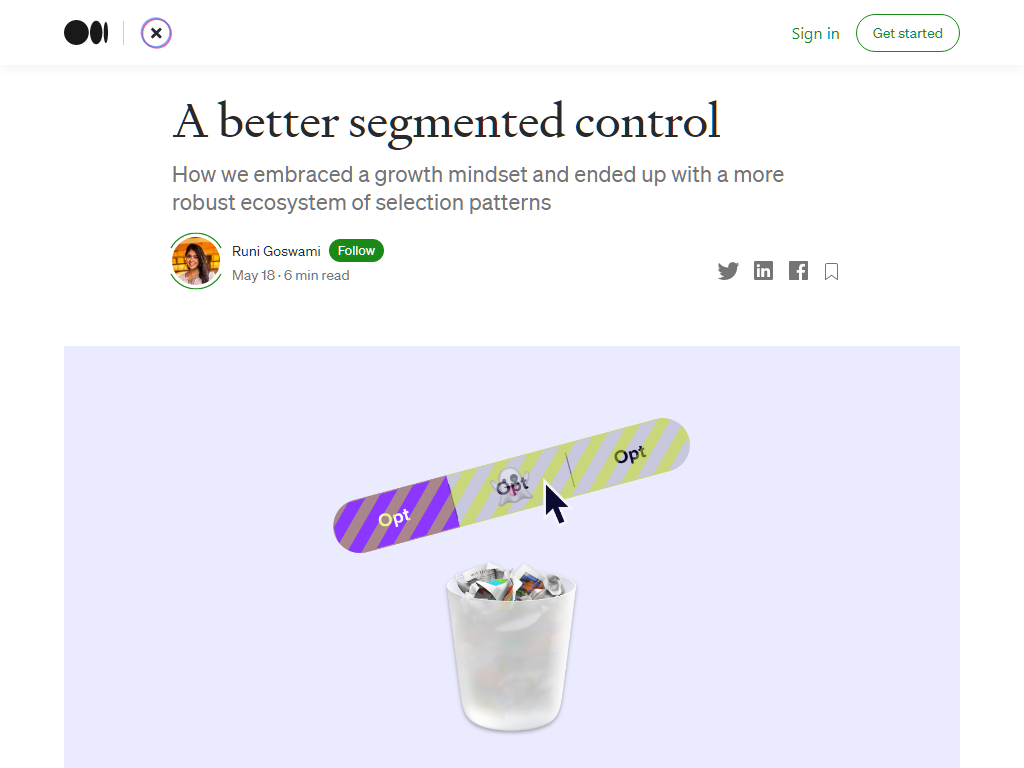 Sign in
Get started
A better segmented control
How we embraced a growth mindset and ended up with a more
robust ecosystem of selection patterns
Runi Goswami
Follow
May 18 · 6 min read
Opt
Opt
Opt